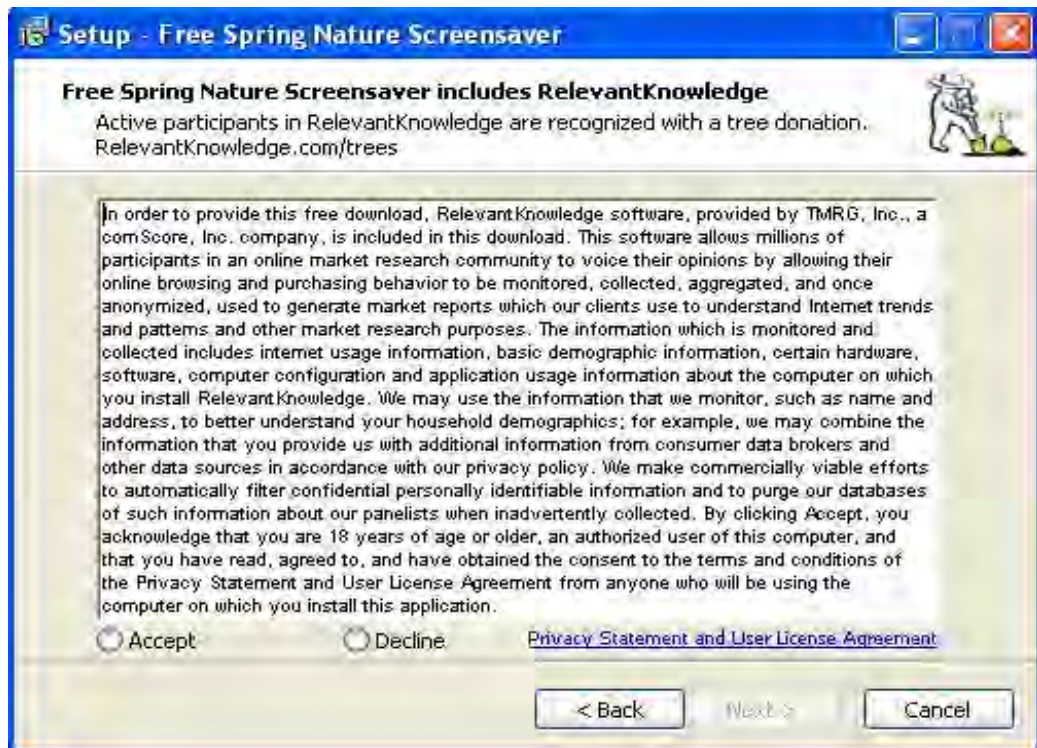 Setup - Free Spring Nature Screensaver
Free Spring Nature Screensaver includes RelevantKnowledge
Active participants in RelevantKnowledge are recognized with a tree donation.
RelevantKnowledge.com/trees
In order to provide this free download, RelevantKnowledge software, provided by TMRG, Inc., a
comScore, Inc. company, is included in this download. This software allows millions of
participants in an online market research community to voice their opinions by allowing their
online browsing and purchasing behavior to be monitored, collected, aggregated, and once
anonymized, used to generate market reports which our clients use to understand Internet trends
and patterns and other market research purposes. The information which is monitored and
collected includes internet usage information, basic demographic information, certain hardware,
software, computer configuration and application usage information about the computer on which
you install RelevantKnowledge. We may use the information that we monitor, such as name and
address, to better understand your household demographics; for example, we may combine the
information that you provide us with additional information from consumer data brokers and
other data sources in accordance with our privacy policy. We make commercially viable efforts
to automatically filter confidential personally identifiable information and to purge our databases
of such information about our panelists when inadvertently collected. By clicking Accept, you
acknowledge that you are 18 years of age or older, an authorized user of this computer, and
that you have read, agreed to, and have obtained the consent to the terms and conditions of
the Privacy Statement and User License Agreement from anyone who will be using the
computer on which you install this application.
Accept Decline Privacy Statement and User License Agreement
< Back Next > Cancel